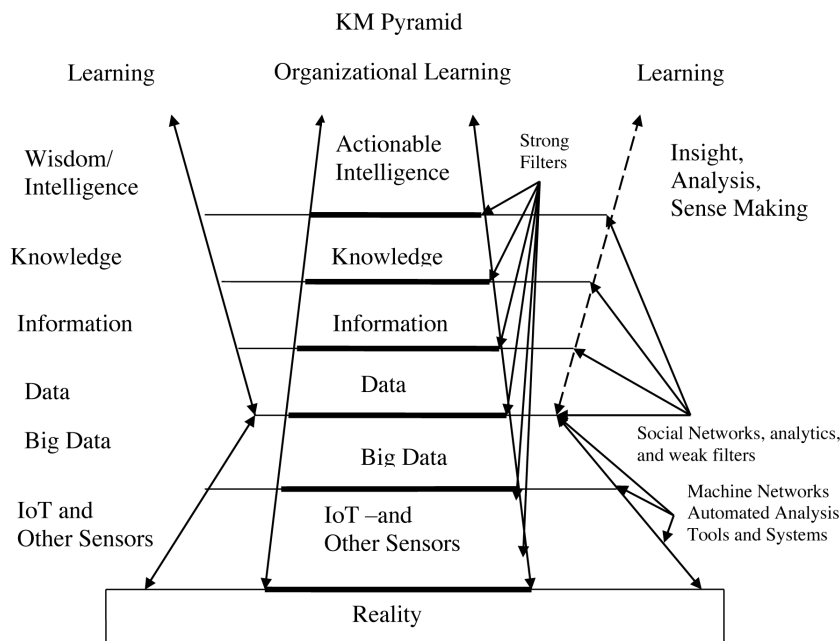 KM Pyramid
Learning
Organizational Learning
Learning
Wisdom/
Intelligence
Actionable
Intelligence
Strong
Filters
Insight,
Analysis,
Sense Making
Knowledge
Knowledge
Information
Information
Data
Data
Big Data
Big Data
Social Networks, analytics,
and weak filters
IoT and
Other Sensors
IoT –and
Other Sensors
Machine Networks
Automated Analysis
Tools and Systems
Reality